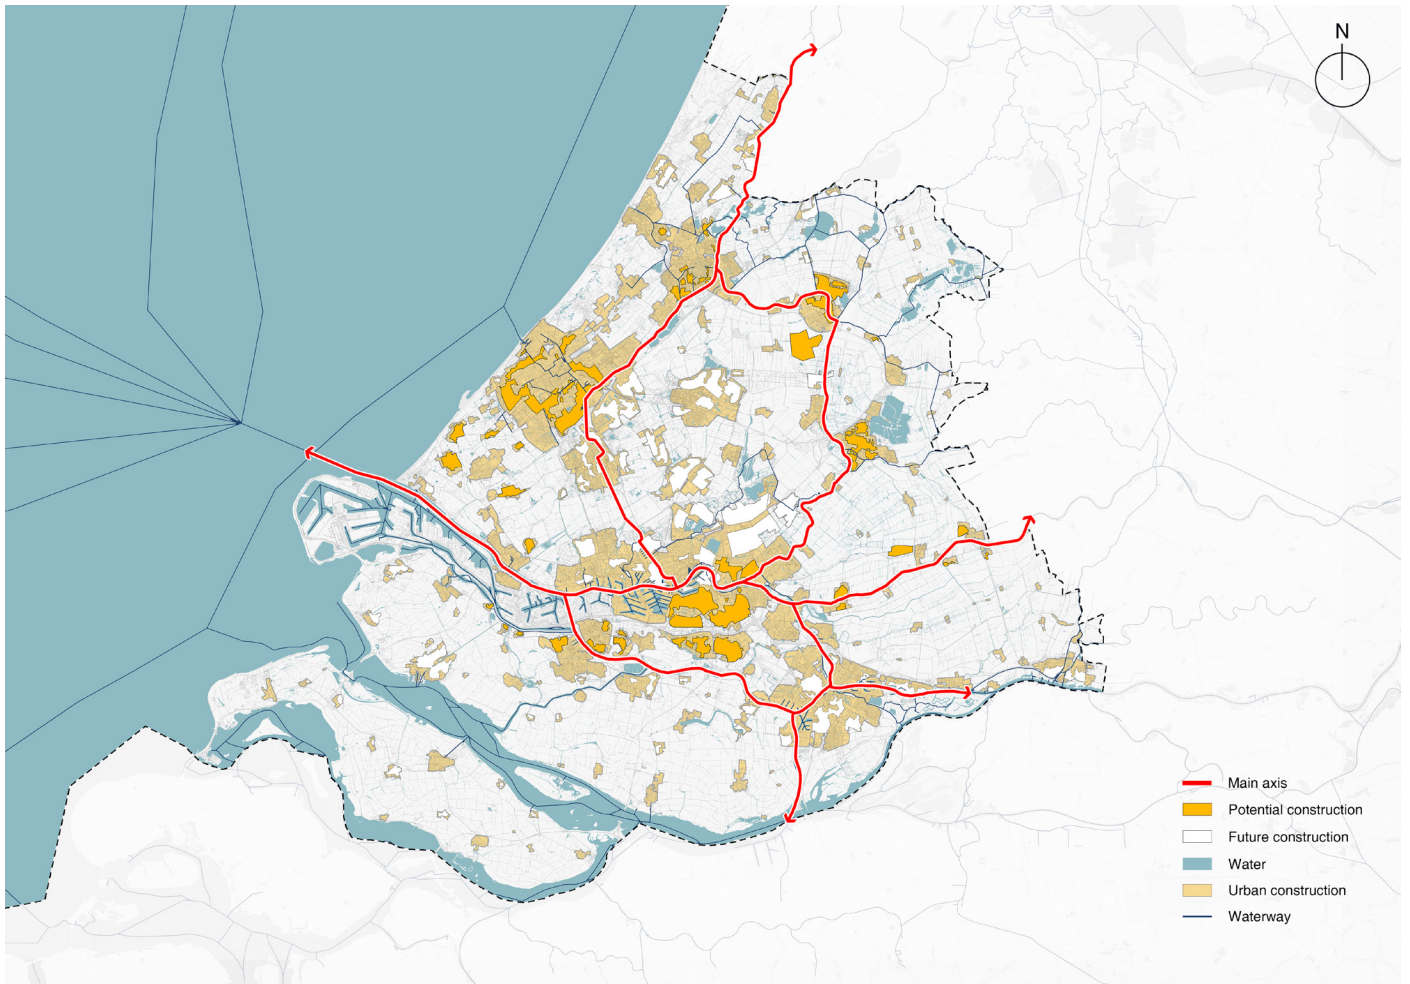 N
Main axis
Potential construction
Future construction
Water
Urban construction
Waterway